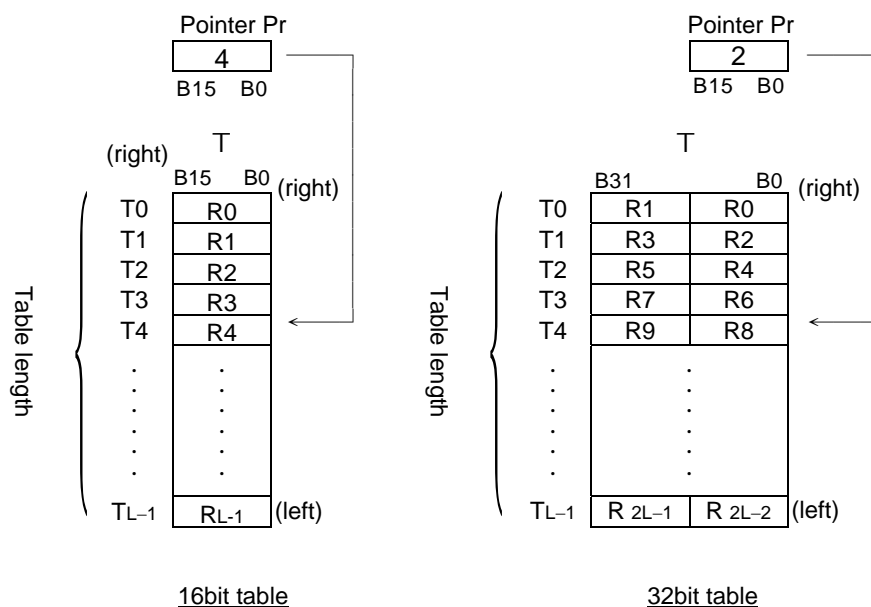 Pointer Pr
4
B15 B0
T
(right)
B15 B0 (right)
T0 R0
T1 R1
T2 R2
T3 R3
T4 R4
Table length
TL–1 RL-1 (left)
16bit table
Pointer Pr
2
B15 B0
T
B31 B0 (right)
T0 R1 R0
T1 R3 R2
T2 R5 R4
T3 R7 R6
T4 R9 R8
Table length
TL–1 R 2L–1 R 2L–2 (left)
32bit table